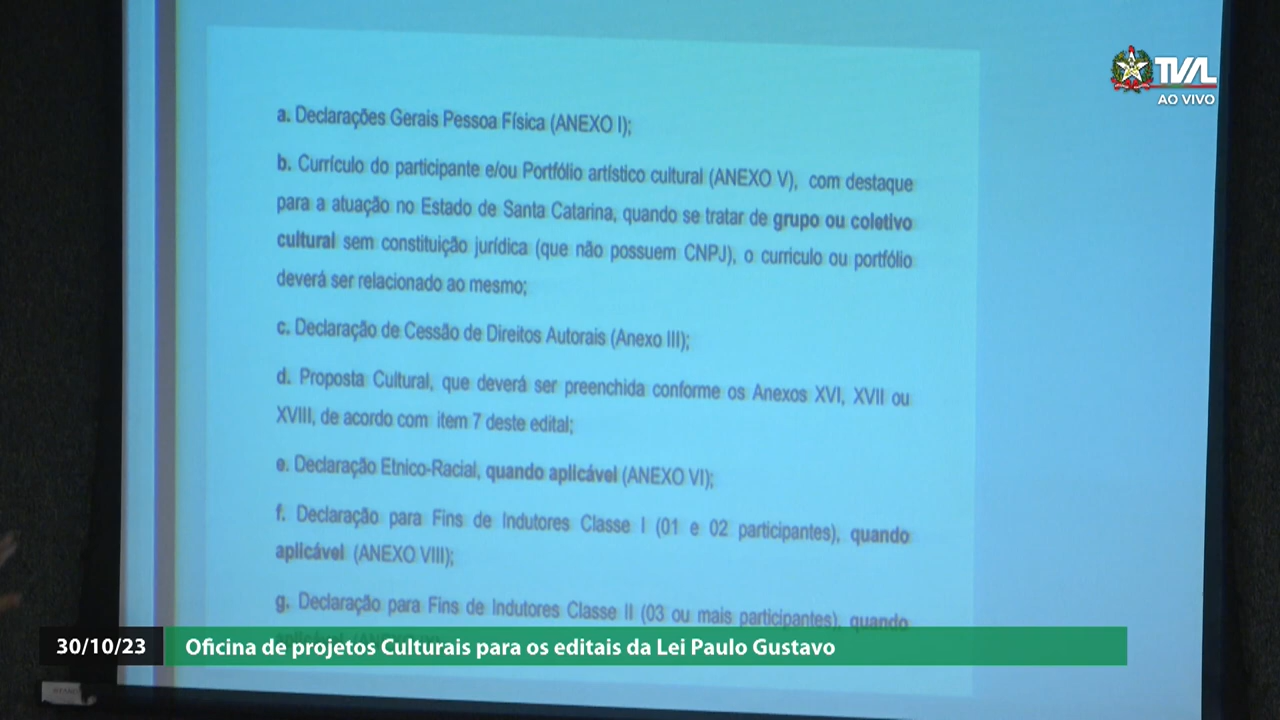 TVAL
AO VIVO
a. Declarações Gerais Pessoa Física (ANEXO I);
b. Currículo do participante e/ou Portfólio artístico cultural (ANEXO V), com destaque
para a atuação no Estado de Santa Catarina, quando se tratar de grupo ou coletivo
cultural sem constituição jurídica (que não possuem CNPJ), o curriculo ou portfólio
deverá ser relacionado ao mesmo;
c. Declaração de Cessão de Direitos Autorais (Anexo III);
d. Proposta Cultural, que deverá ser preenchida conforme os Anexos XVI, XVII ou
XVIII, de acordo com item 7 deste edital;
e. Declaração Etnico-Racial, quando aplicável (ANEXO VI);
f. Declaração para Fins de Indutores Classe I (01 e 02 participantes), quando
aplicável (ANEXO VIII);
g. Declaração para Fins de Indutores Classe II (03 ou mais participantes), quando
30/10/23 Oficina de projetos Culturais para os editais da Lei Paulo Gustavo